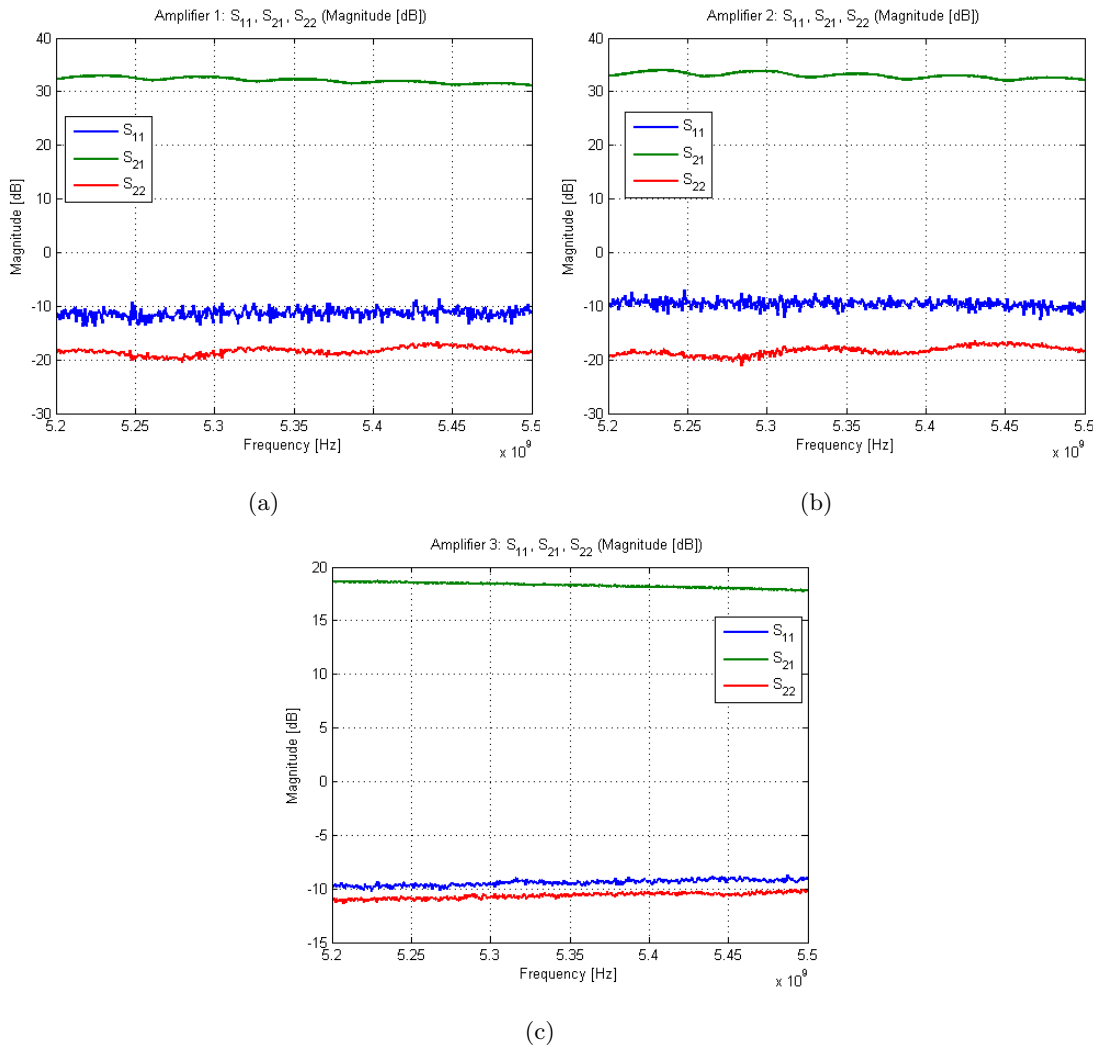 Amplifier 1: S11, S21, S22 (Magnitude [dB])
40
30
20
10
0
-10
-20
-30
Magnitude [dB]
S11
S21
S22
5.2 5.25 5.3 5.35 5.4 5.45 5.5
Frequency [Hz]
x 10^9
(a)
Amplifier 2: S11, S21, S22 (Magnitude [dB])
40
30
20
10
0
-10
-20
-30
Magnitude [dB]
S11
S21
S22
5.2 5.25 5.3 5.35 5.4 5.45 5.5
Frequency [Hz]
x 10^9
(b)
Amplifier 3: S11, S21, S22 (Magnitude [dB])
20
15
10
5
0
-5
-10
-15
Magnitude [dB]
S11
S21
S22
5.2 5.25 5.3 5.35 5.4 5.45 5.5
Frequency [Hz]
x 10^9
(c)